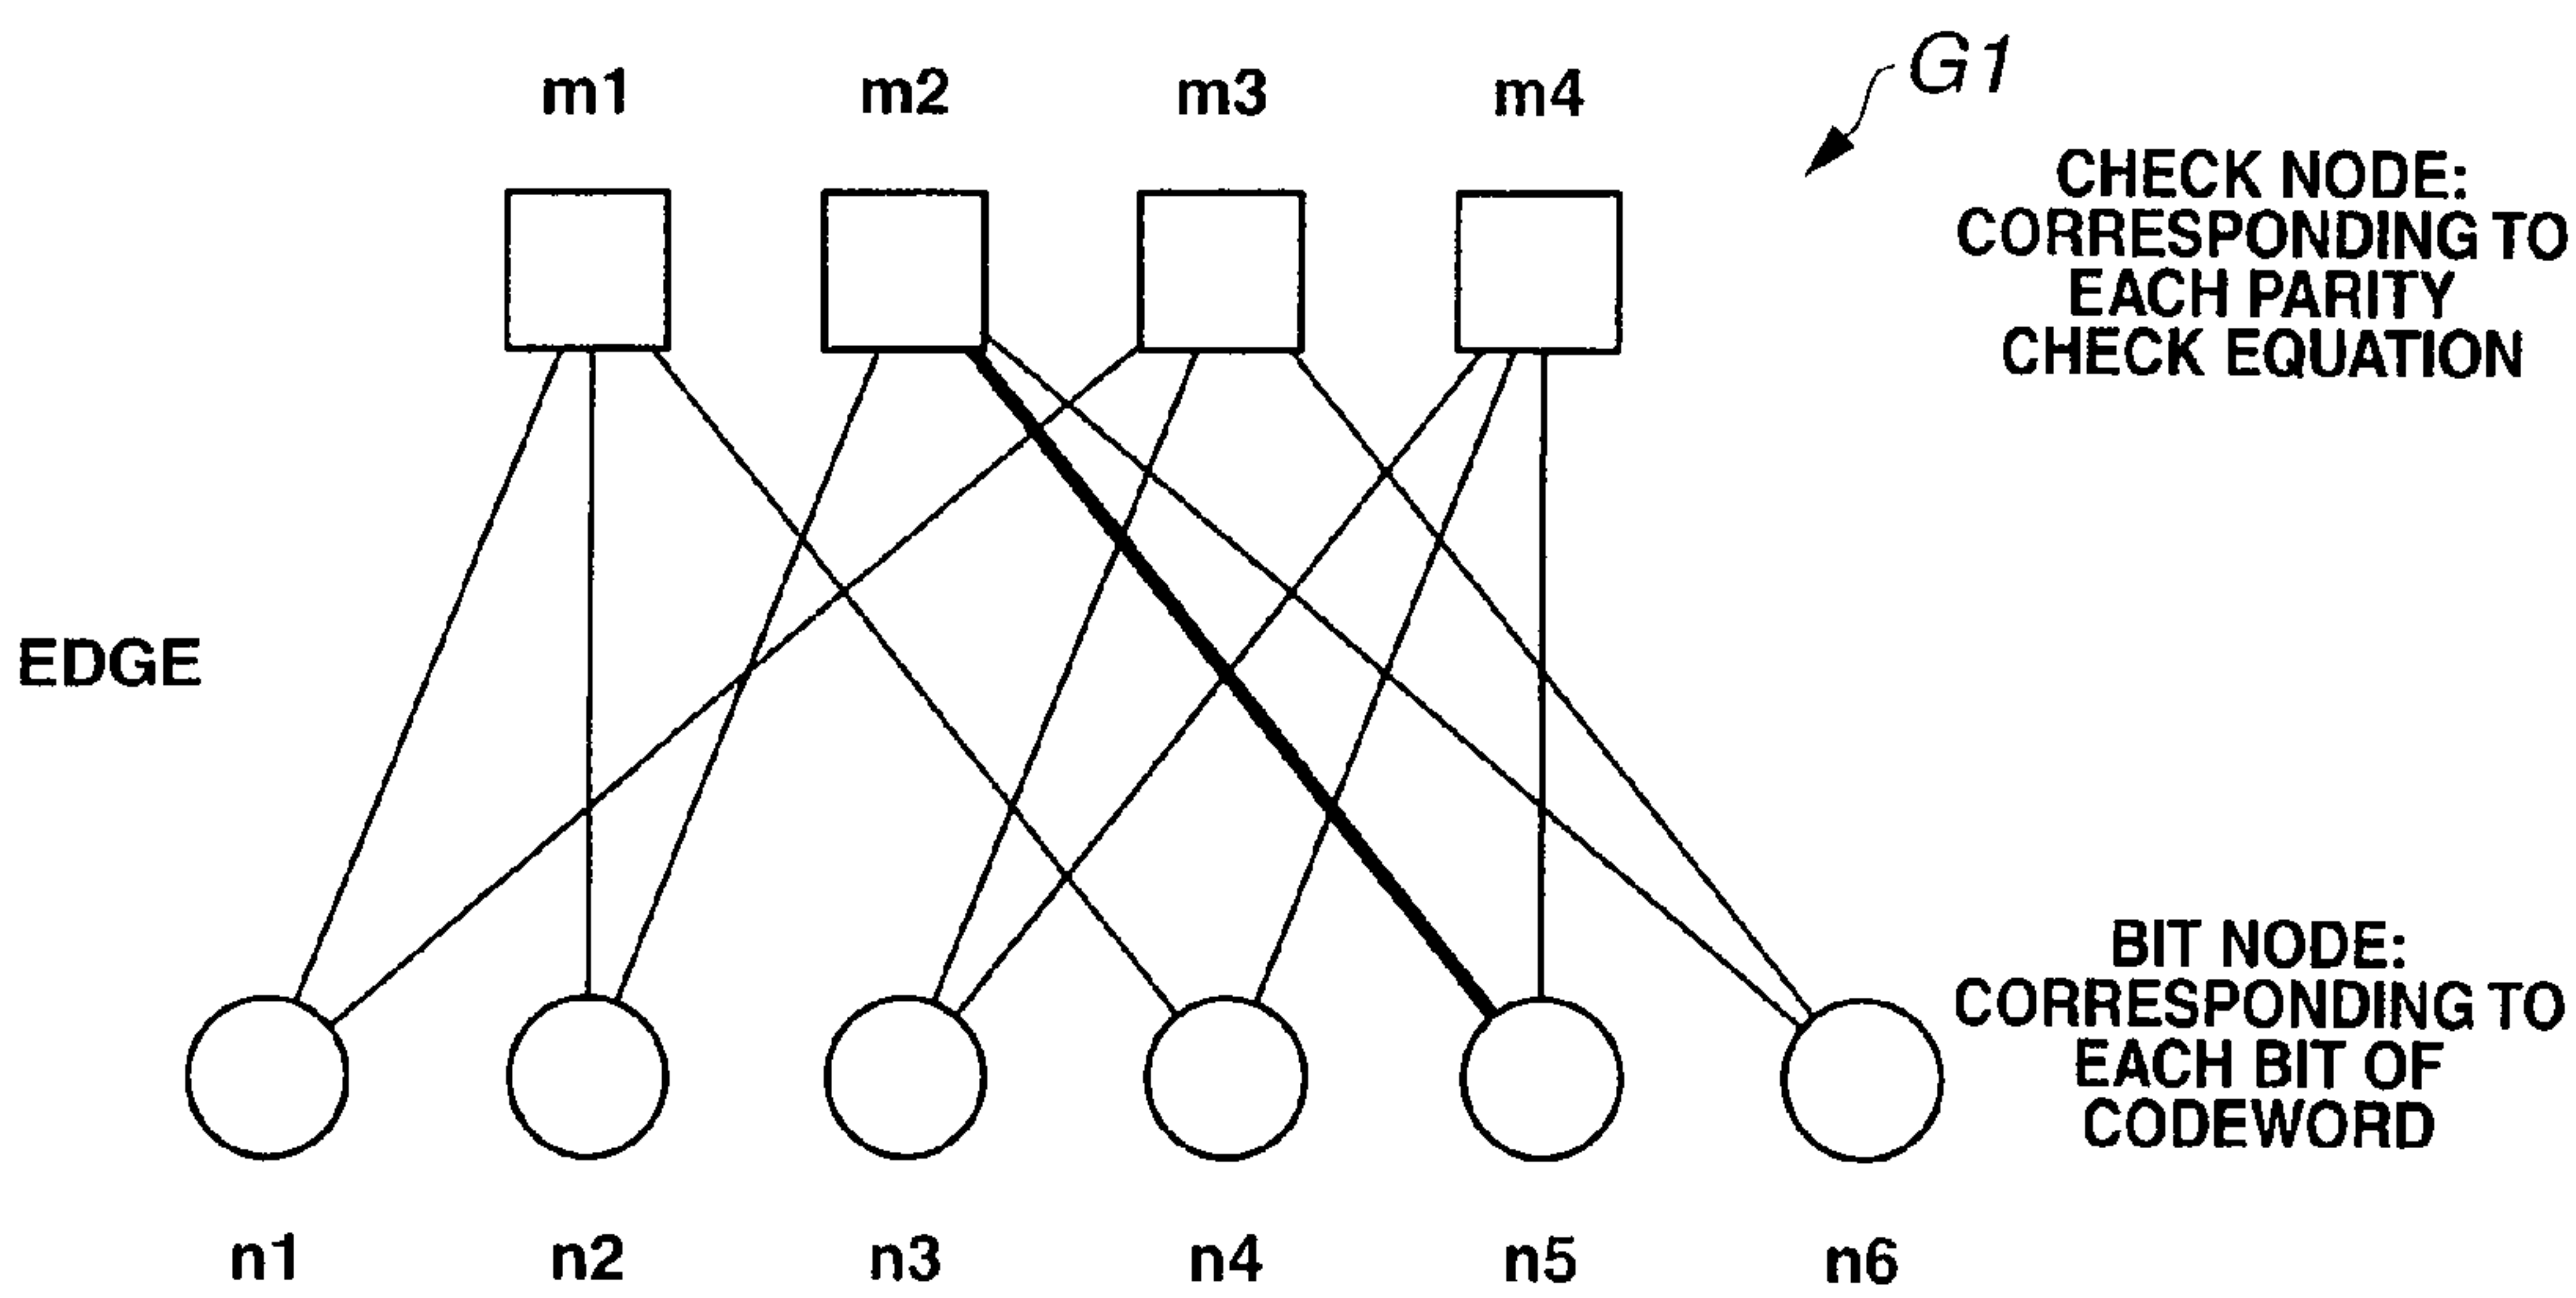 G1
m1 m2 m3 m4
CHECK NODE:
CORRESPONDING TO
EACH PARITY
CHECK EQUATION
EDGE
BIT NODE:
CORRESPONDING TO
EACH BIT OF
CODEWORD
n1 n2 n3 n4 n5 n6